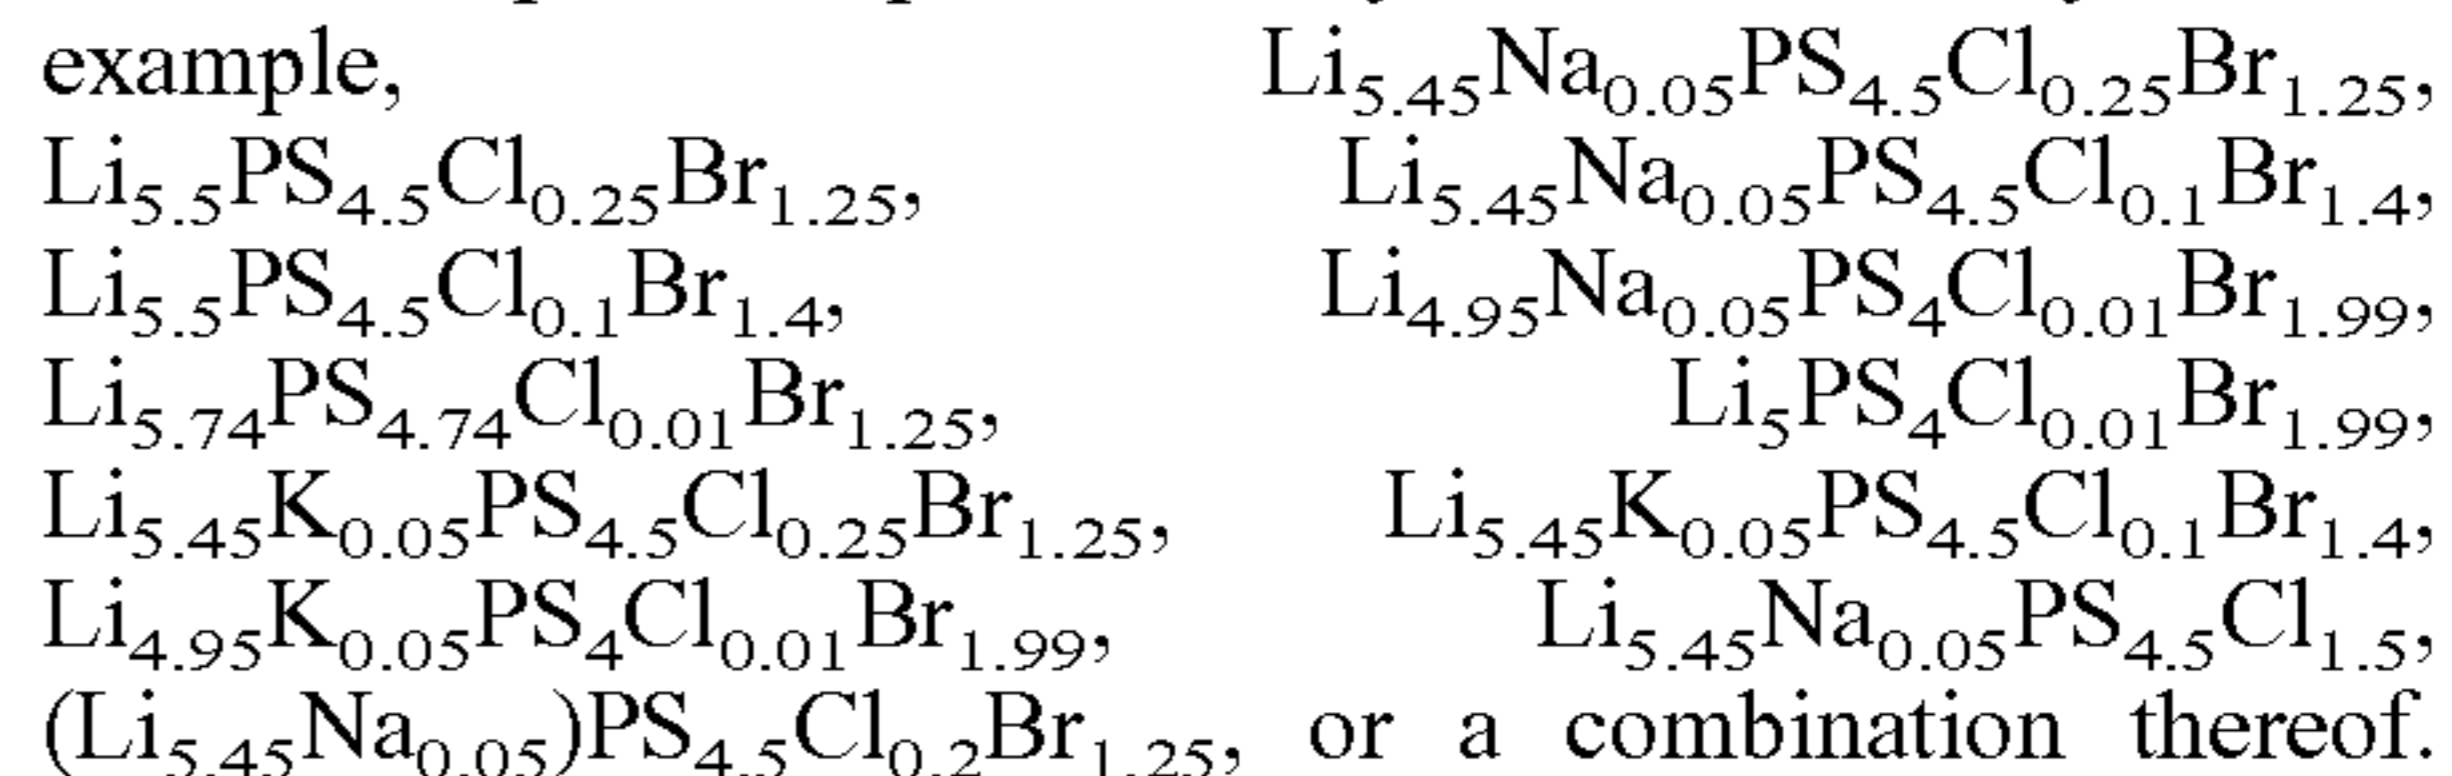 example, Li₅.₄₅Na₀.₀₅PS₄.₅Cl₀.₂₅Br₁.₂₅,
Li₅.₅PS₄.₅Cl₀.₂₅Br₁.₂₅, Li₅.₄₅Na₀.₀₅PS₄.₅Cl₀.₁Br₁.₄,
Li₅.₅PS₄.₅Cl₀.₁Br₁.₄, Li₄.₉₅Na₀.₀₅PS₄Cl₀.₀₁Br₁.₉₉,
Li₅.₇₄PS₄.₇₄Cl₀.₀₁Br₁.₂₅, Li₅PS₄Cl₀.₀₁Br₁.₉₉,
Li₅.₄₅K₀.₀₅PS₄.₅Cl₀.₂₅Br₁.₂₅, Li₅.₄₅K₀.₀₅PS₄.₅Cl₀.₁Br₁.₄,
Li₄.₉₅K₀.₀₅PS₄Cl₀.₀₁Br₁.₉₉, Li₅.₄₅Na₀.₀₅PS₄.₅Cl₁.₅,
(Li₅.₄₅Na₀.₀₅)PS₄.₅Cl₀.₂Br₁.₂₅, or a combination thereof.